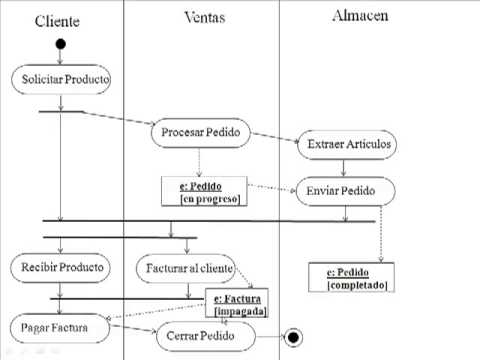 Cliente
Ventas
Almacen
Solicitar Producto
Procesar Pedido
Extraer Artículos
e: Pedido
[en progreso]
Enviar Pedido
Recibir Producto
Facturar al cliente
e: Pedido
[completado]
e: Factura
[impagada]
Pagar Factura
Cerrar Pedido